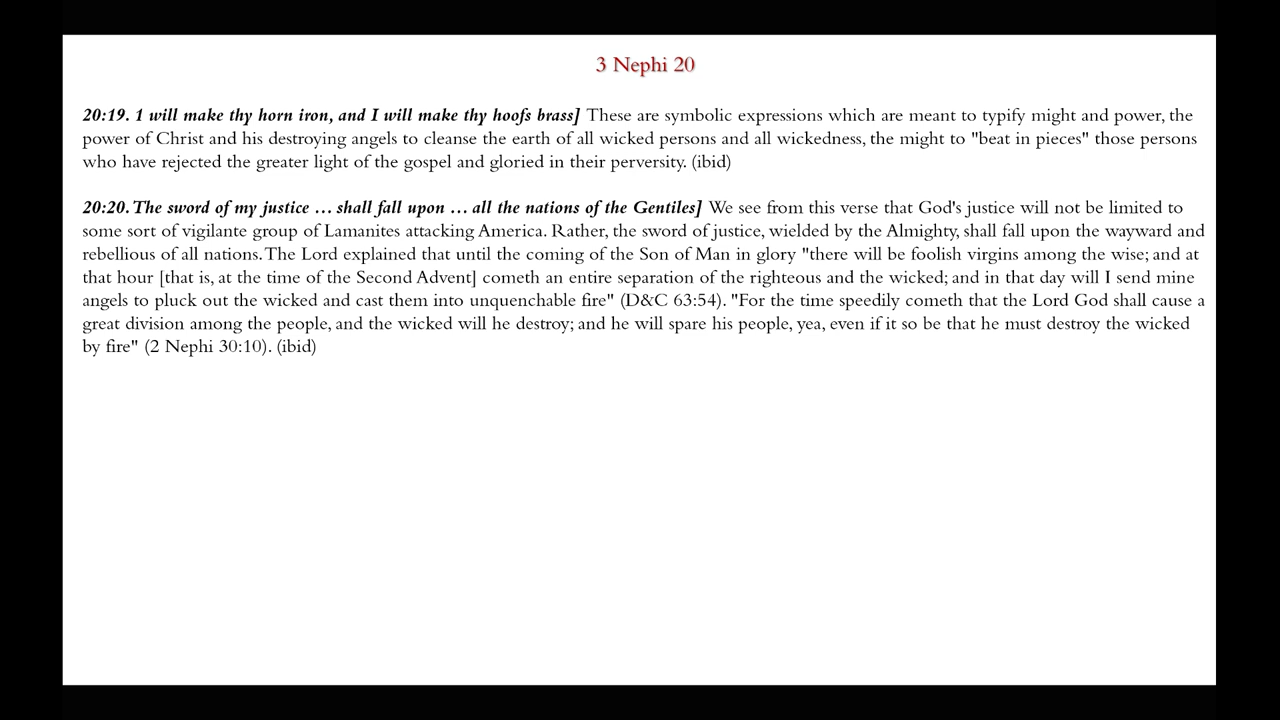 3 Nephi 20
20:19. 1 will make thy horn iron, and I will make thy hoofs brass] These are symbolic expressions which are meant to typify might and power, the
power of Christ and his destroying angels to cleanse the earth of all wicked persons and all wickedness, the might to "beat in pieces" those persons
who have rejected the greater light of the gospel and gloried in their perversity. (ibid)
20:20. The sword of my justice … shall fall upon … all the nations of the Gentiles] We see from this verse that God's justice will not be limited to
some sort of vigilante group of Lamanites attacking America. Rather, the sword of justice, wielded by the Almighty, shall fall upon the wayward and
rebellious of all nations. The Lord explained that until the coming of the Son of Man in glory "there will be foolish virgins among the wise; and at
that hour [that is, at the time of the Second Advent] cometh an entire separation of the righteous and the wicked; and in that day will I send mine
angels to pluck out the wicked and cast them into unquenchable fire" (D&C 63:54). "For the time speedily cometh that the Lord God shall cause a
great division among the people, and the wicked will he destroy; and he will spare his people, yea, even if it so be that he must destroy the wicked
by fire" (2 Nephi 30:10). (ibid)